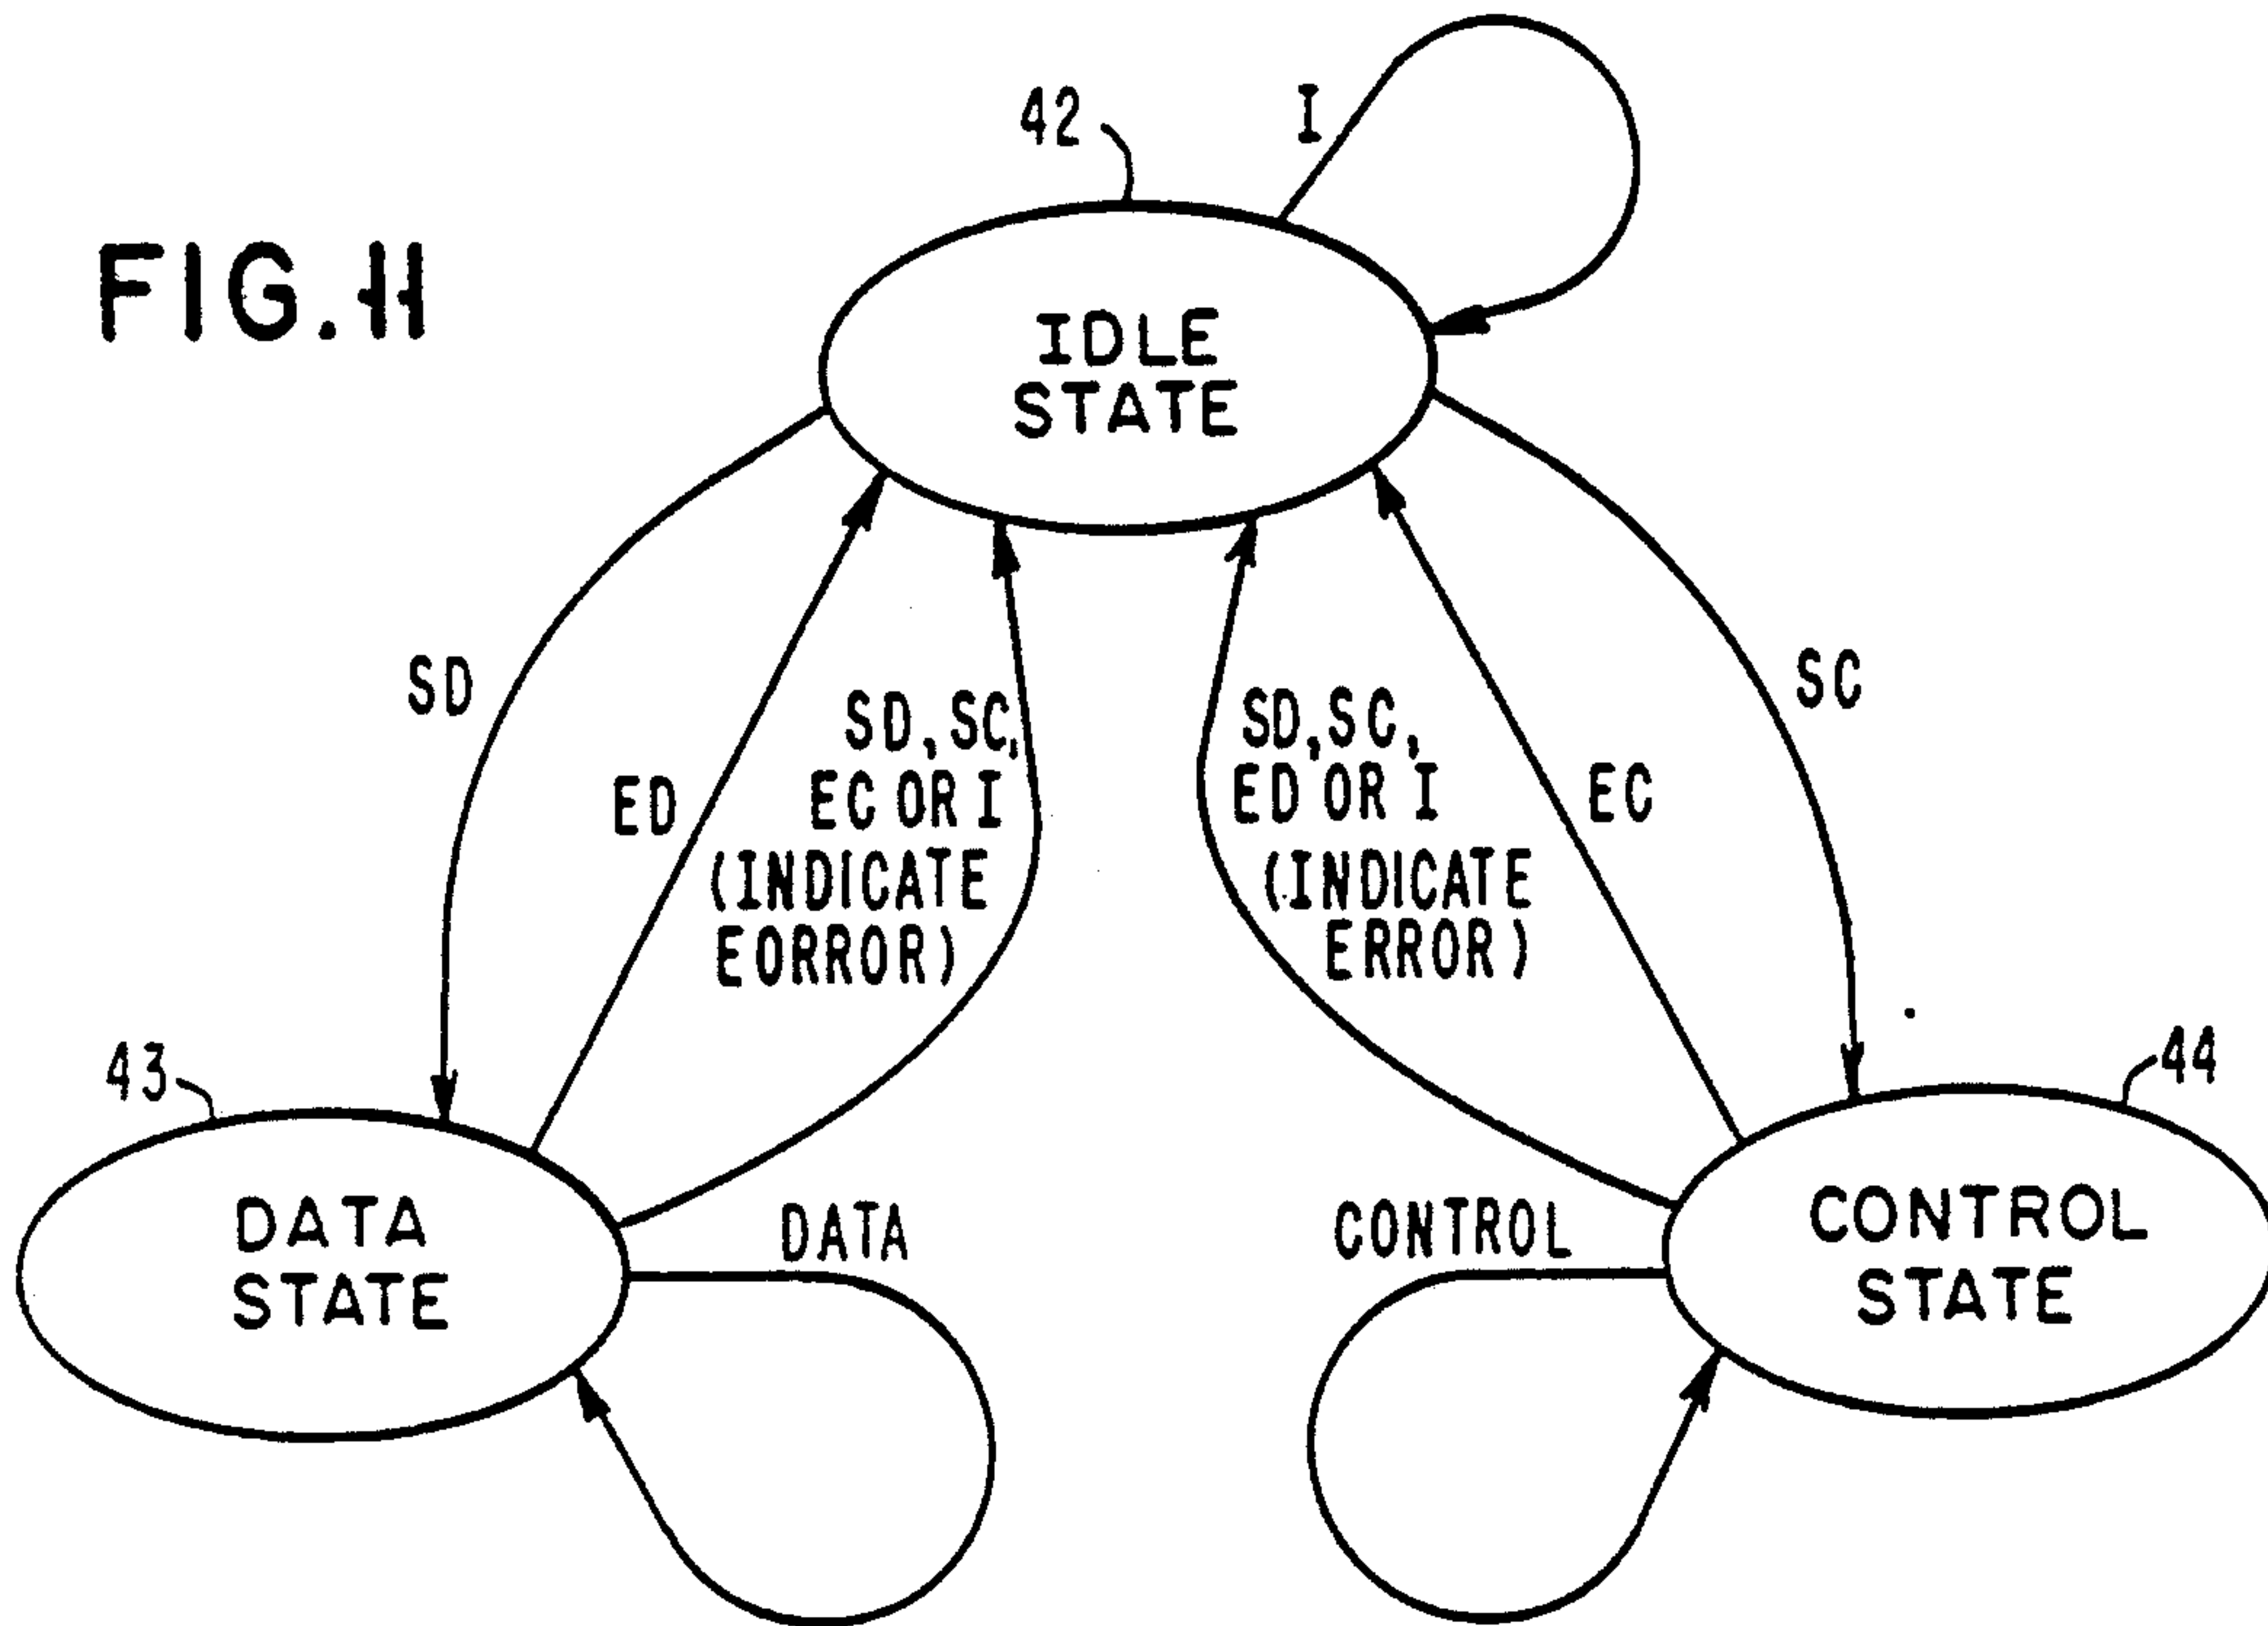 FIG. 11
42
I
IDLE
STATE
SD
ED
SD, SC,
EC OR I
(INDICATE
EORROR)
SD, SC,
ED OR I
(INDICATE
ERROR)
EC
SC
43
DATA
STATE
DATA
CONTROL
44
CONTROL
STATE